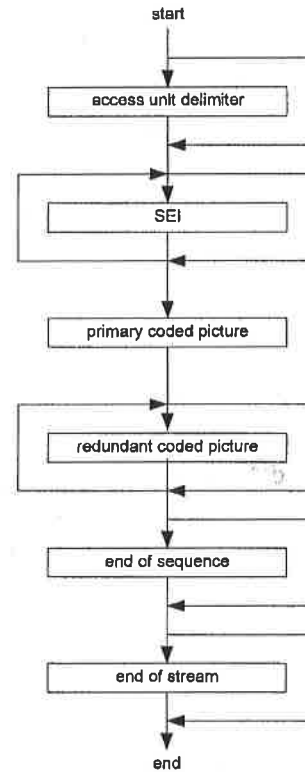 start
access unit delimiter
SEI
primary coded picture
redundant coded picture
end of sequence
end of stream
end